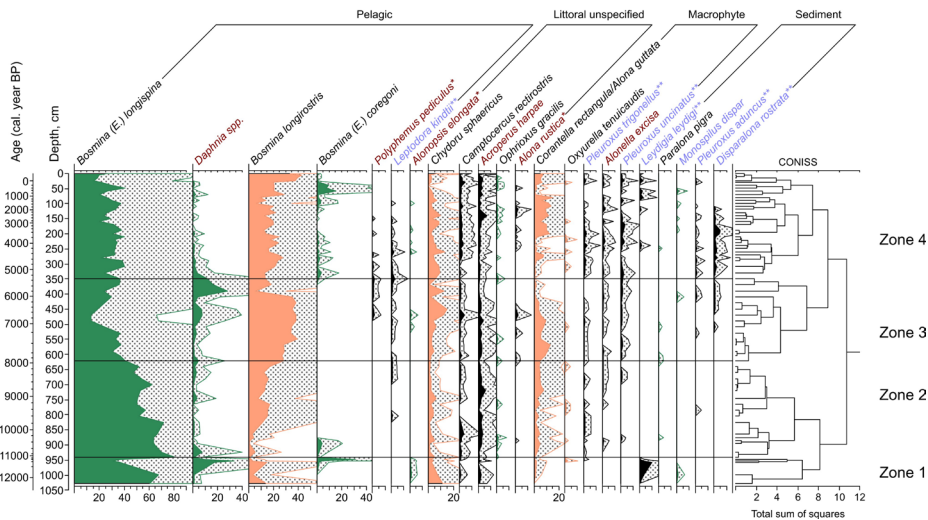 Pelagic
Littoral unspecified
Macrophyte
Sediment
Age (cal. year BP)
Depth, cm
Bosmina (E.) longispina
Daphnia spp.
Bosmina longirostris
Bosmina (E.) coregoni
Polyphemus pediculus*
Leptodora kindtii**
Alonopsis elongata*
Chydoru sphaericus
Camptocercus rectirostris
Acroperus harpae
Ophrioxus gracilis
Alona rustica*
Corantella rectangula/Alona guttata
Oxyurella tenuicaudis
Pleuroxus trigonellus**
Alonella excisa
Pleuroxus uncinatus**
Leydigia leydigi**
Paralona pigra
Monospilus dispar
Pleuroxus aduncus**
Disparalona rostrata**
CONISS
0
1000
2000
3000
4000
5000
6000
7000
8000
9000
10000
11000
12000
0
50
100
150
200
250
300
350
400
450
500
550
600
650
700
750
800
850
900
950
1000
1050
Zone 4
Zone 3
Zone 2
Zone 1
20 40 60 80
20 40
20 40
20 40
20
20
2 4 6 8 10 12
Total sum of squares